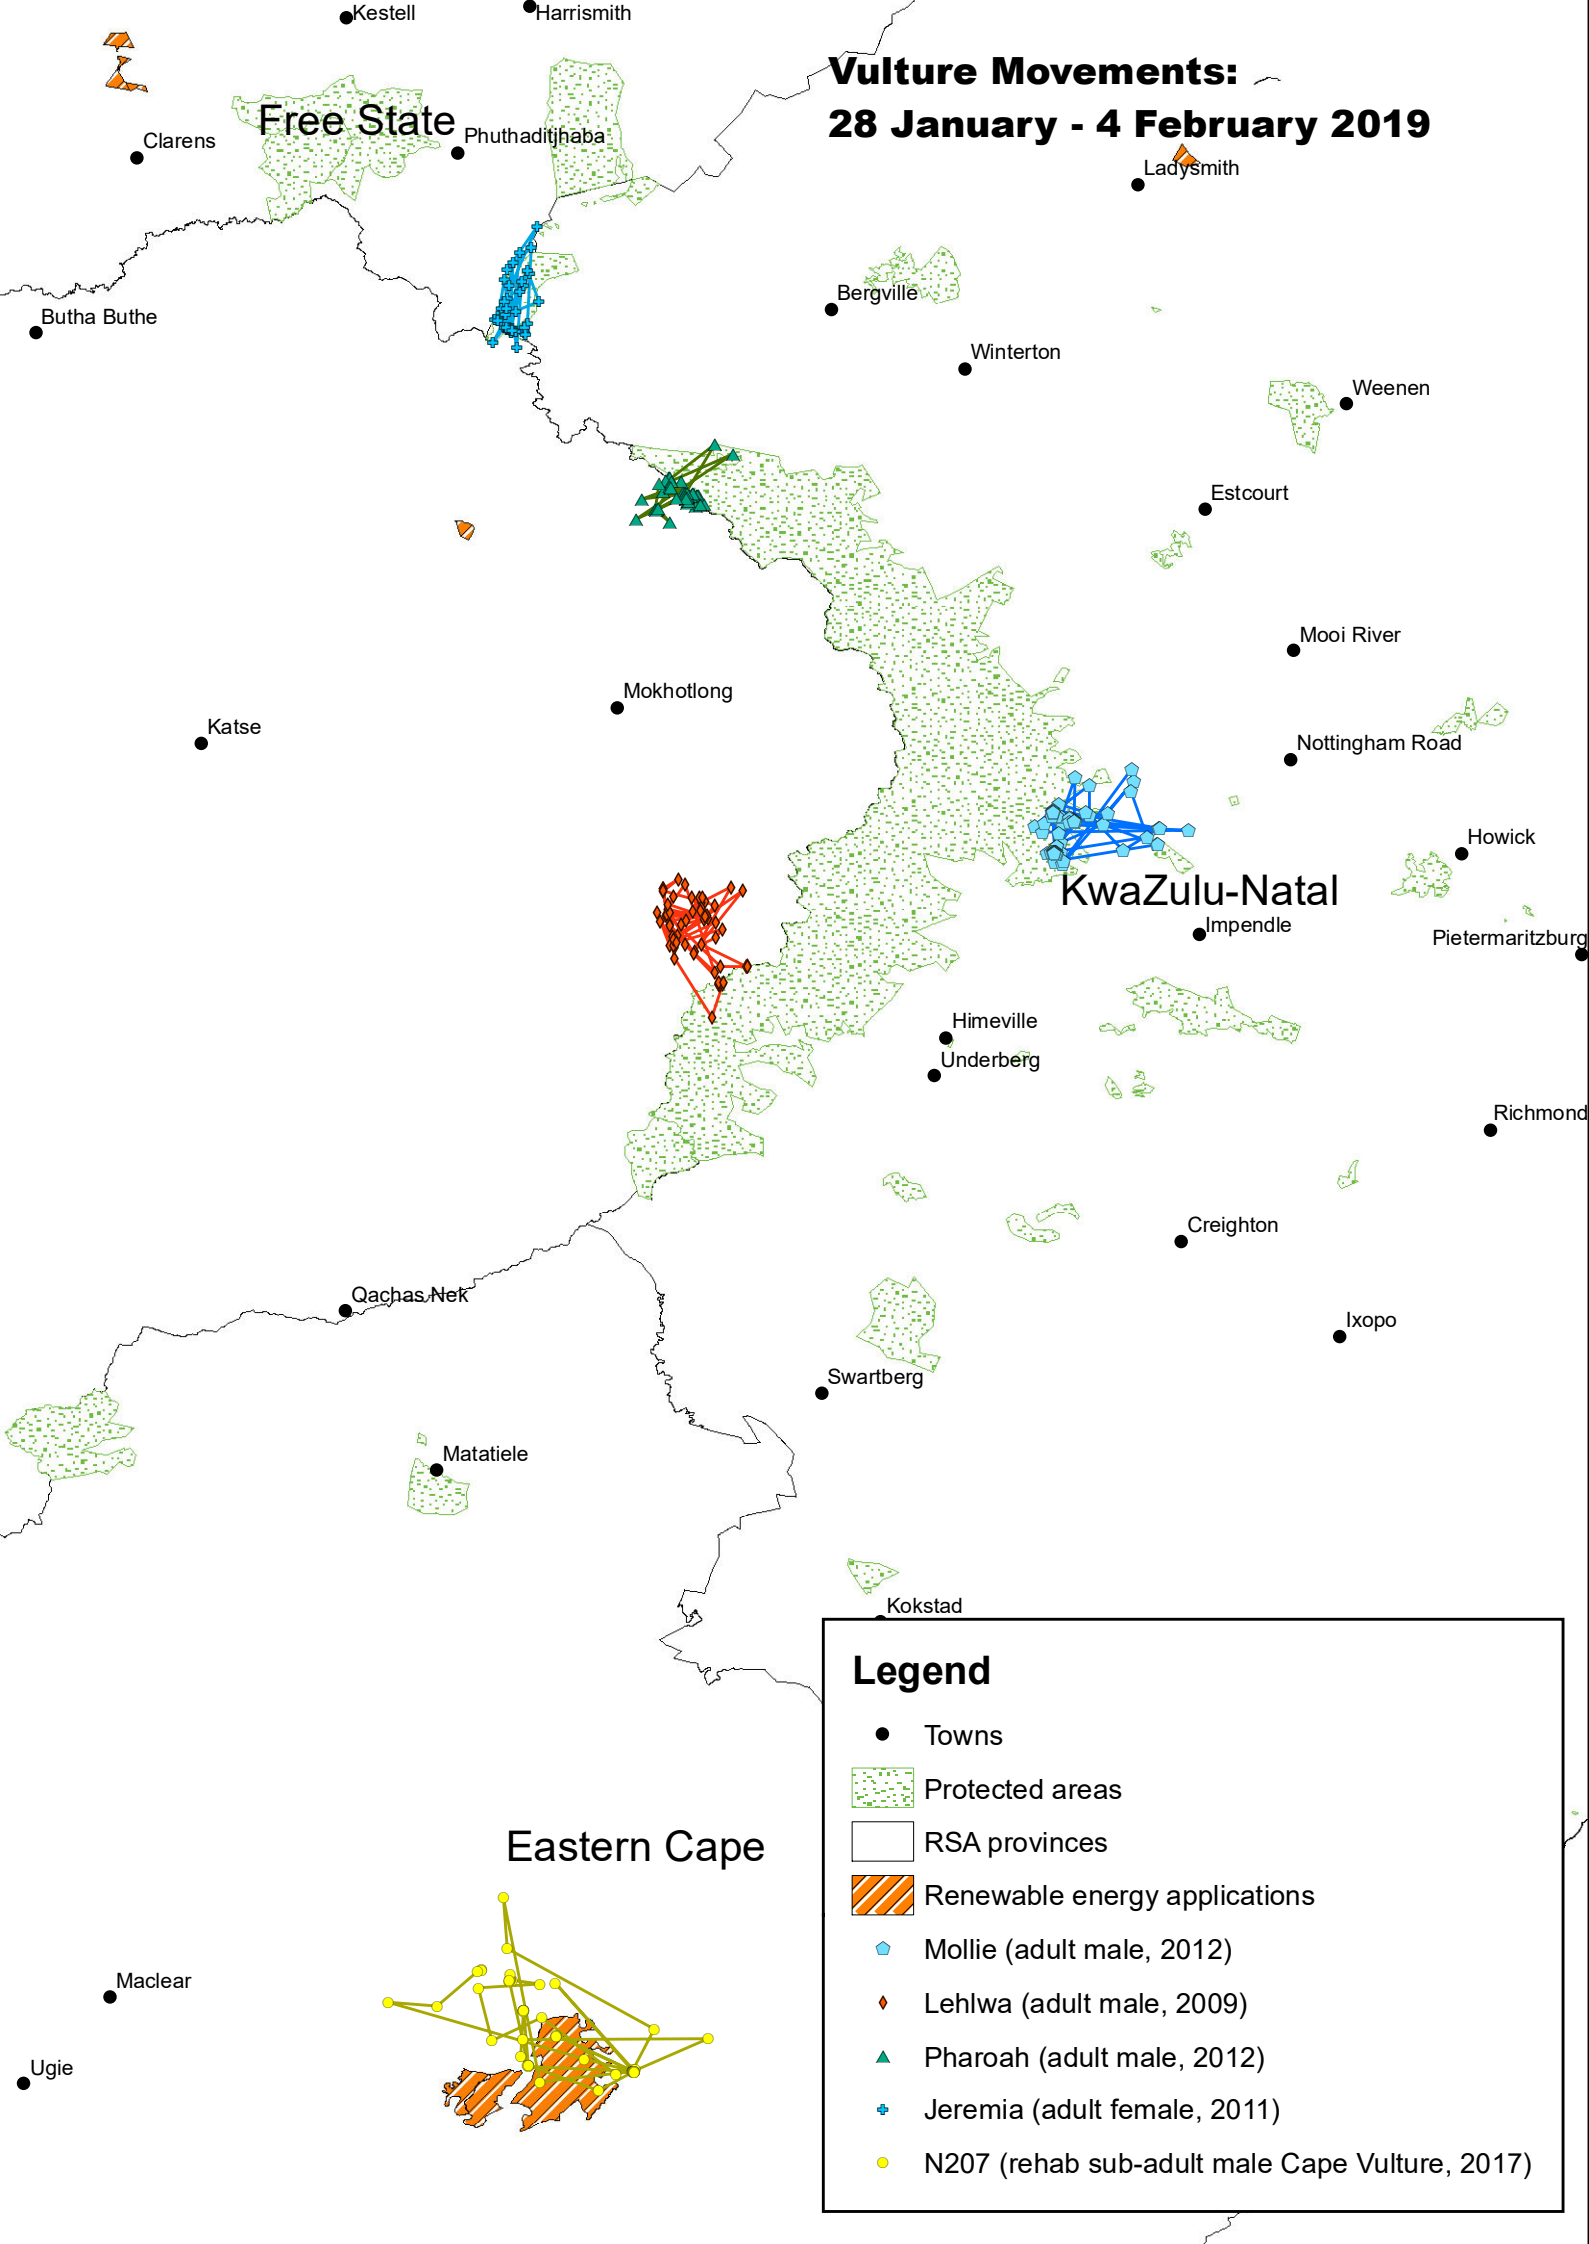 Kestell
Harrismith
Vulture Movements:
28 January - 4 February 2019
Free State
Clarens
Phuthaditjhaba
Ladysmith
Butha Buthe
Bergville
Winterton
Weenen
Estcourt
Mooi River
Mokhotlong
Katse
Nottingham Road
Howick
KwaZulu-Natal
Impendle
Pietermaritzburg
Himeville
Underberg
Richmond
Creighton
Qachas Nek
Ixopo
Swartberg
Matatiele
Kokstad
Legend
Towns
Protected areas
RSA provinces
Renewable energy applications
Mollie (adult male, 2012)
Lehlwa (adult male, 2009)
Pharoah (adult male, 2012)
Jeremia (adult female, 2011)
N207 (rehab sub-adult male Cape Vulture, 2017)
Eastern Cape
Maclear
Ugie